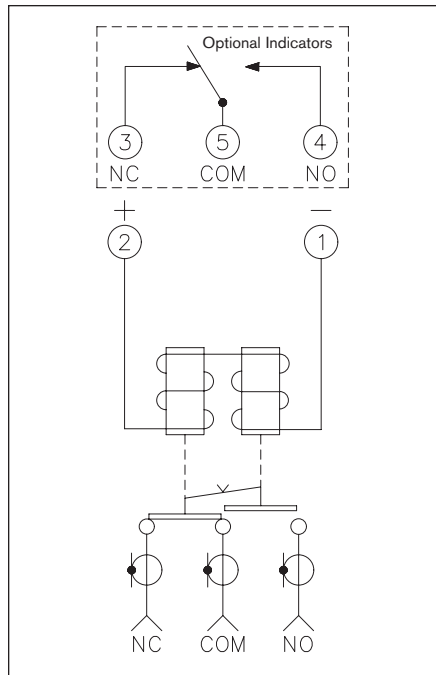 Optional Indicators
3 5 4
NC COM NO
+ –
2 1
NC COM NO